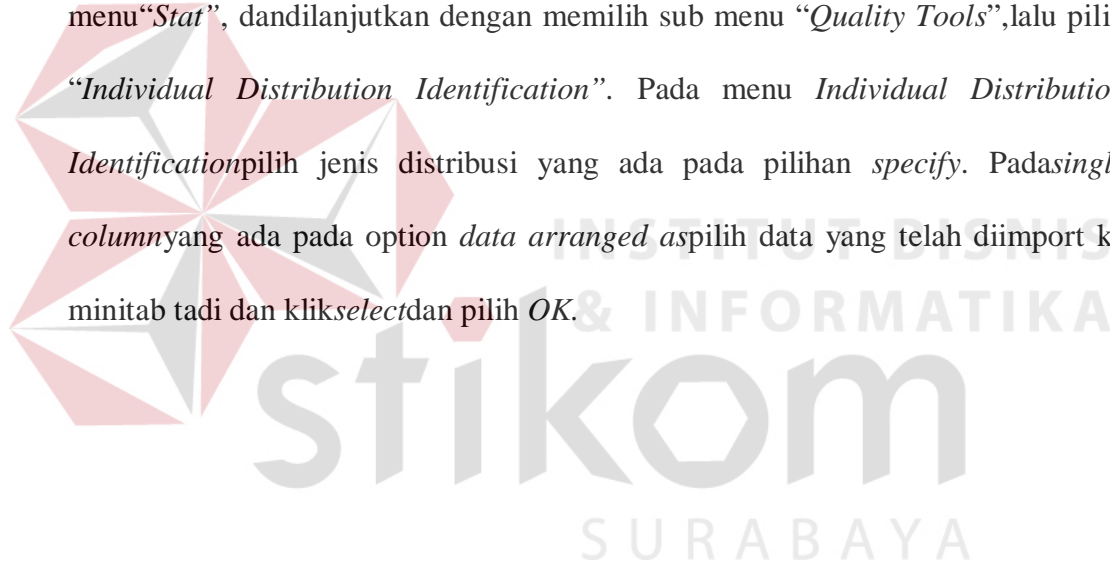 menu“Stat”, dandilanjutkan dengan memilih sub menu “Quality Tools”,lalu pili
“Individual Distribution Identification”. Pada menu Individual Distributio
Identificationpilih jenis distribusi yang ada pada pilihan specify. Padasingl
columnyang ada pada option data arranged aspilih data yang telah diimport k
minitab tadi dan klikselectdan pilih OK.
INSTITUT BISNIS
& INFORMATIKA
stikom
SURABAYA